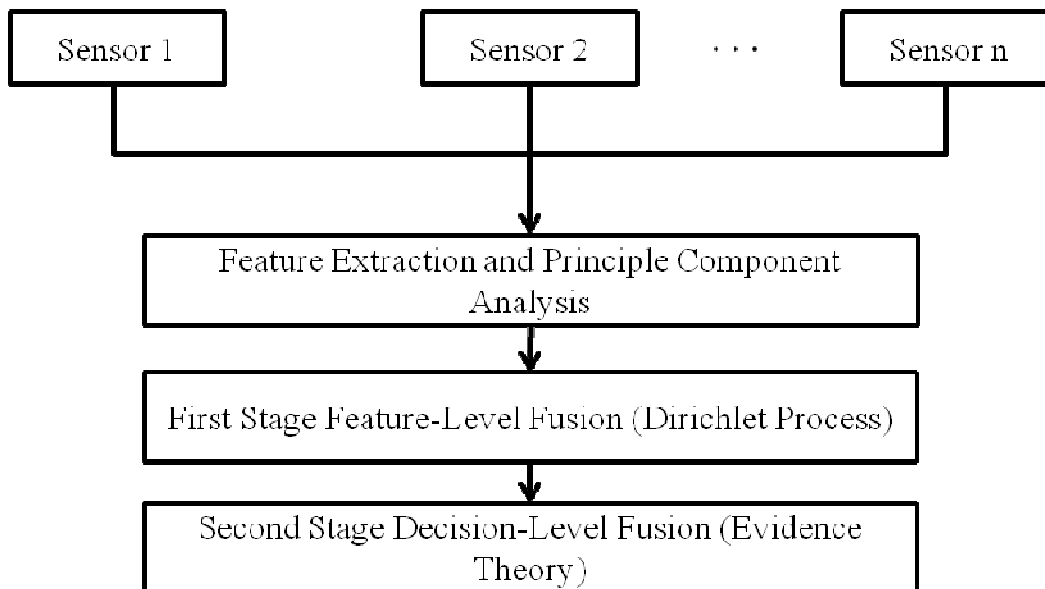 Sensor 1
Sensor 2
...
Sensor n
Feature Extraction and Principle Component
Analysis
First Stage Feature-Level Fusion (Dirichlet Process)
Second Stage Decision-Level Fusion (Evidence
Theory)